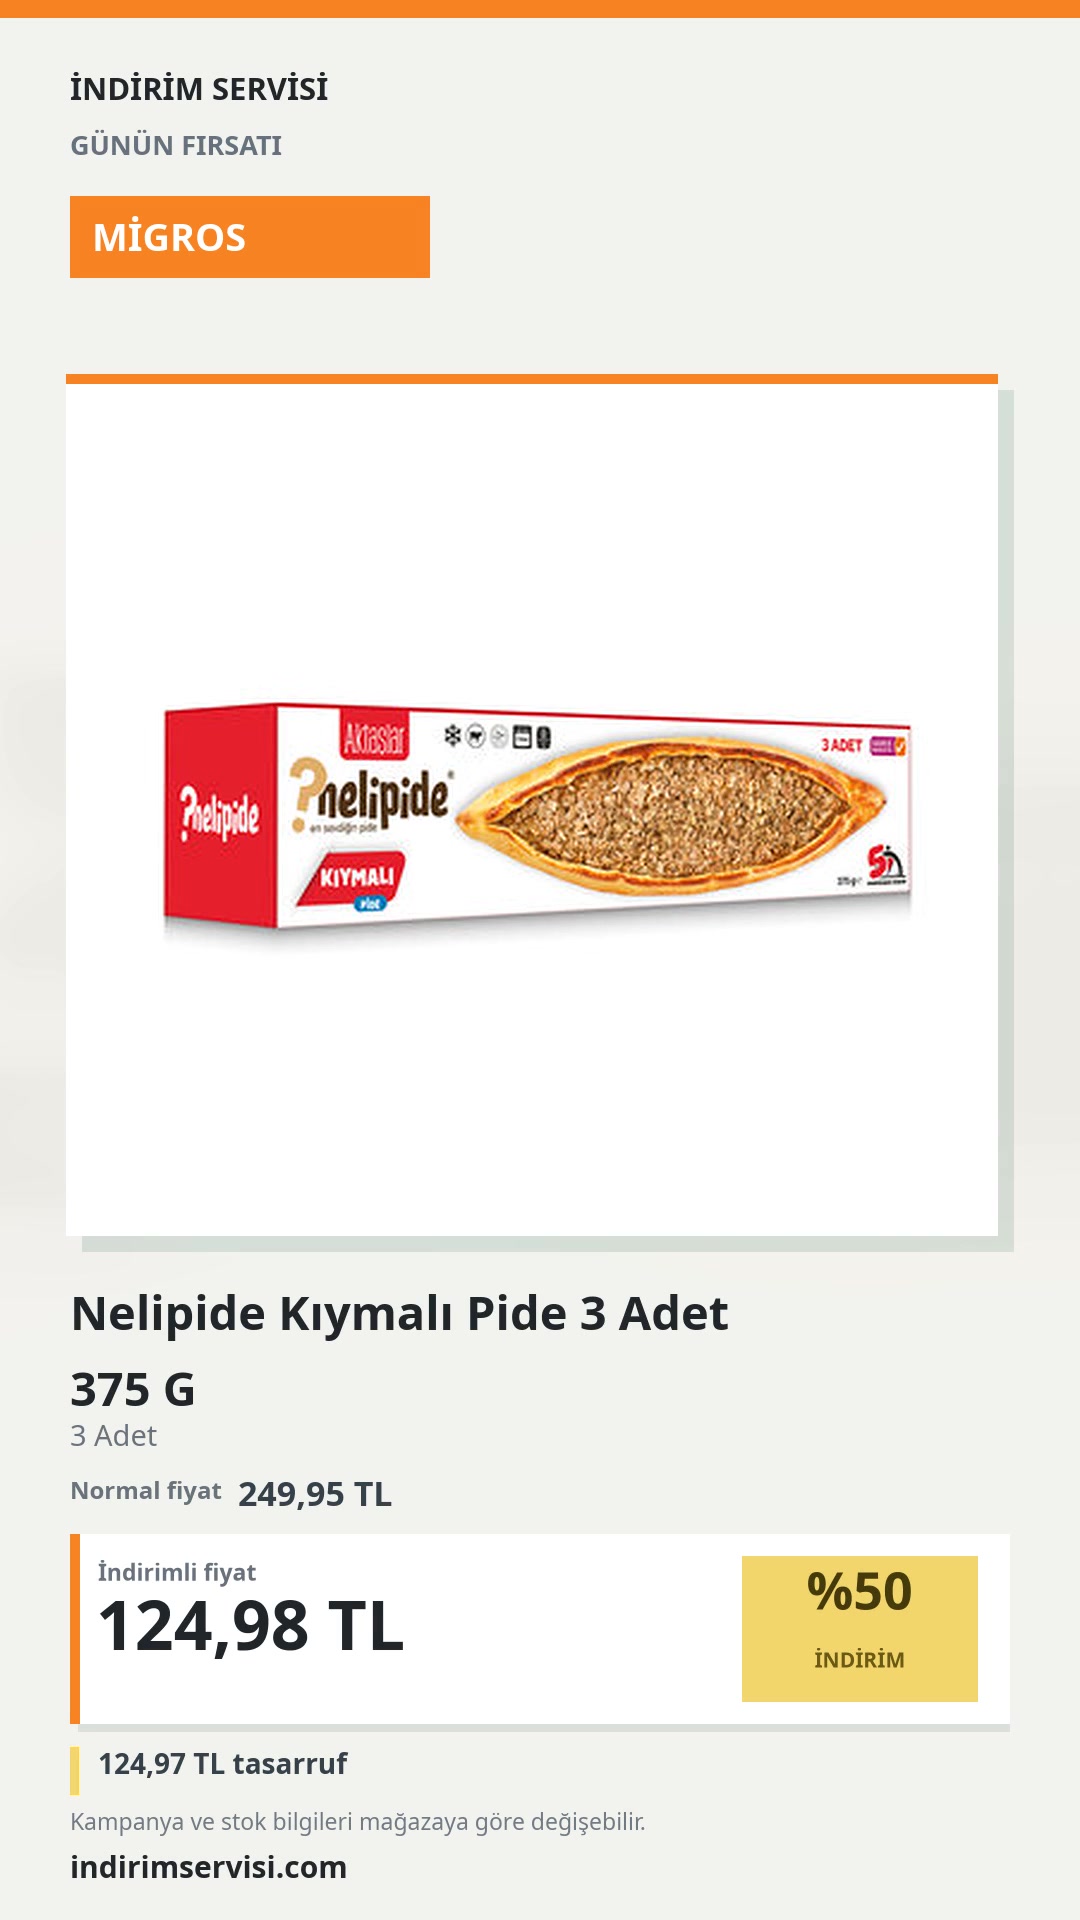 İNDİRİM SERVİSİ
GÜNÜN FIRSATI
MİGROS
Aktaşlar
3 ADET
?nelipide
?nelipide®
en sevdiğin pide
KIYMALI
Nelipide Kıymalı Pide 3 Adet
375 G
3 Adet
Normal fiyat 249,95 TL
İndirimli fiyat
124,98 TL
%50
İNDİRİM
124,97 TL tasarruf
Kampanya ve stok bilgileri mağazaya göre değişebilir.
indirimservisi.com